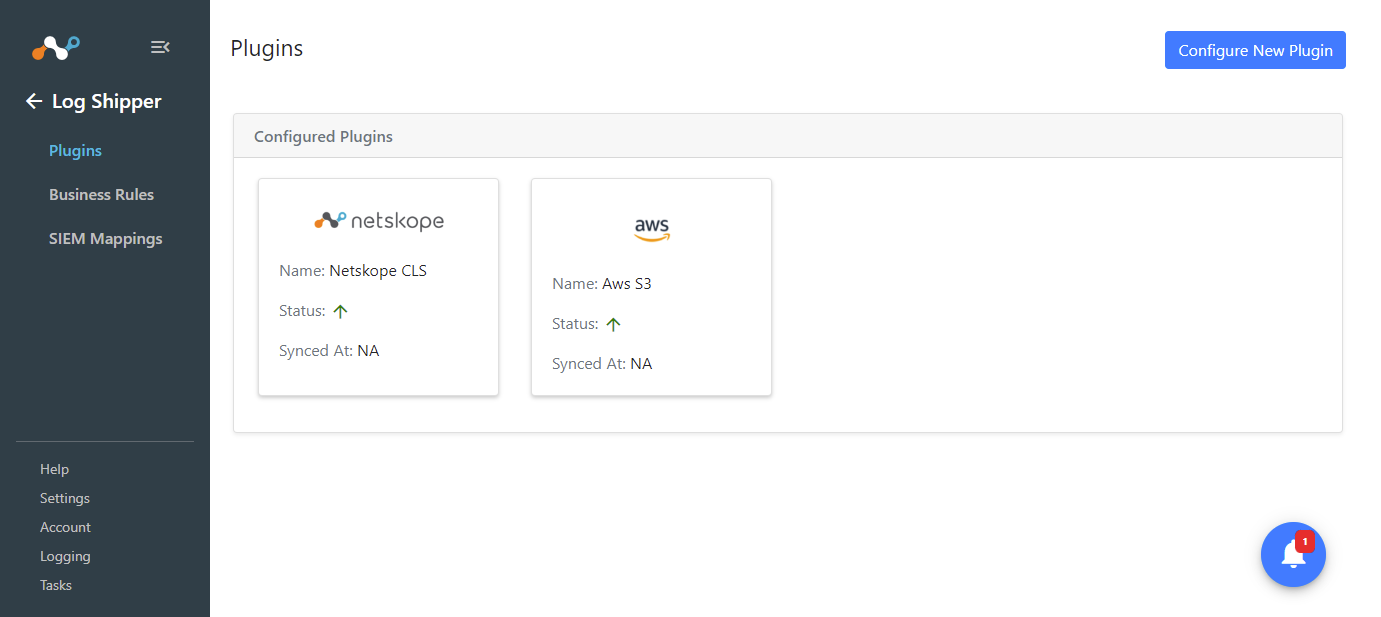 Log Shipper
Plugins
Business Rules
SIEM Mappings
Help
Settings
Account
Logging
Tasks
Plugins
Configure New Plugin
Configured Plugins
netskope
Name: Netskope CLS
Status:
Synced At: NA
aws
Name: Aws S3
Status:
Synced At: NA
1